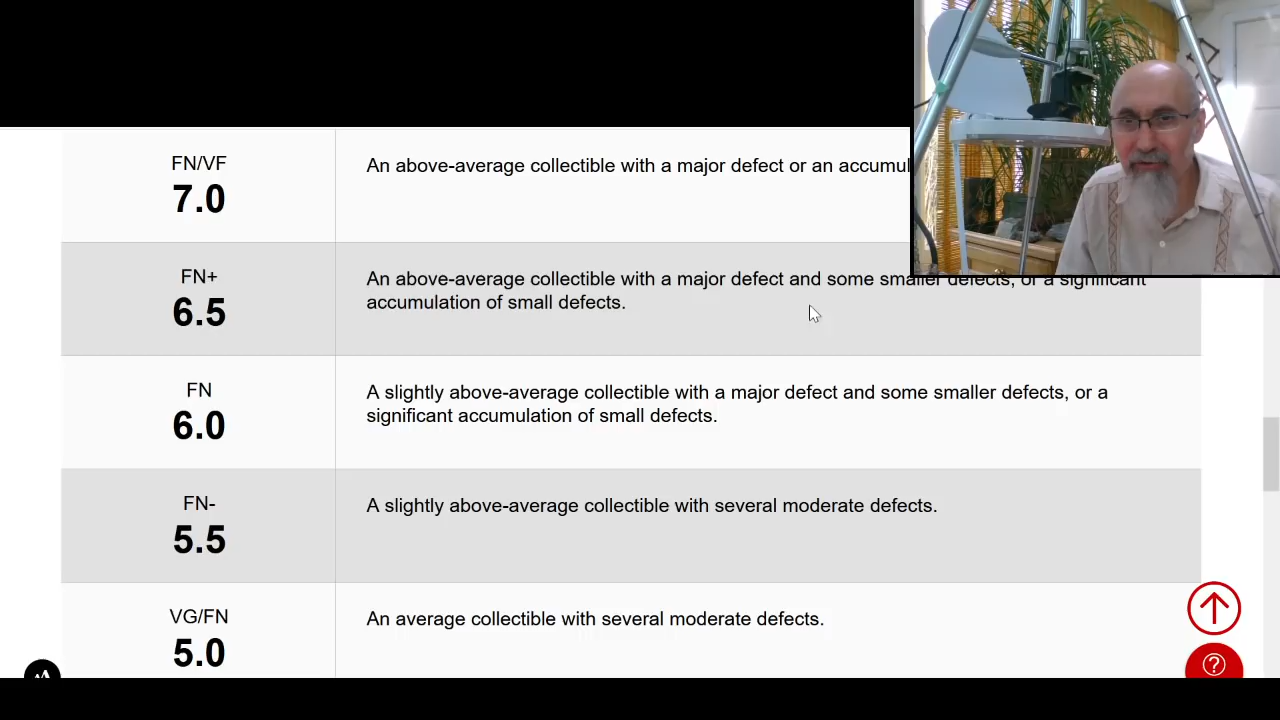 FN/VF
7.0
An above-average collectible with a major defect or an
FN+
6.5
An above-average collectible with a major defect and some smaller defects, or a significant
accumulation of small defects.
FN
6.0
A slightly above-average collectible with a major defect and some smaller defects, or a
significant accumulation of small defects.
FN-
5.5
A slightly above-average collectible with several moderate defects.
VG/FN
5.0
An average collectible with several moderate defects.
?